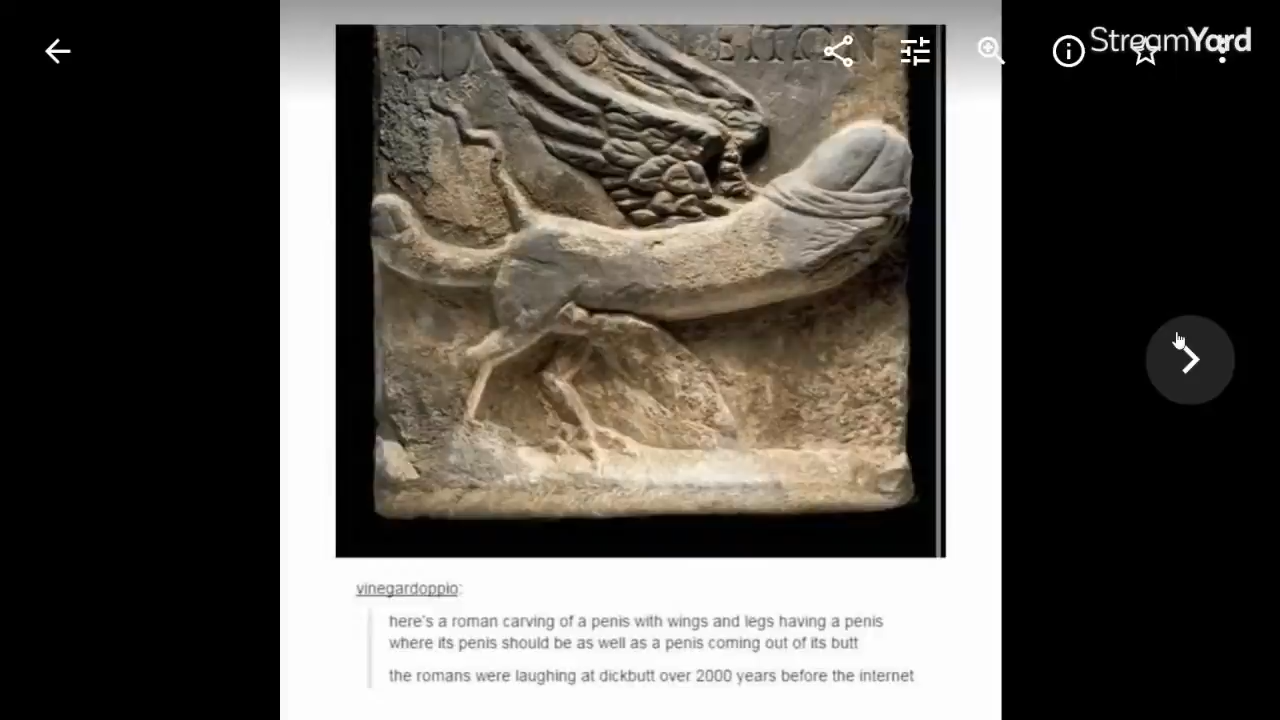 StreamYard
vinegardoppio:
here's a roman carving of a penis with wings and legs having a penis
where its penis should be as well as a penis coming out of its butt
the romans were laughing at dickbutt over 2000 years before the internet